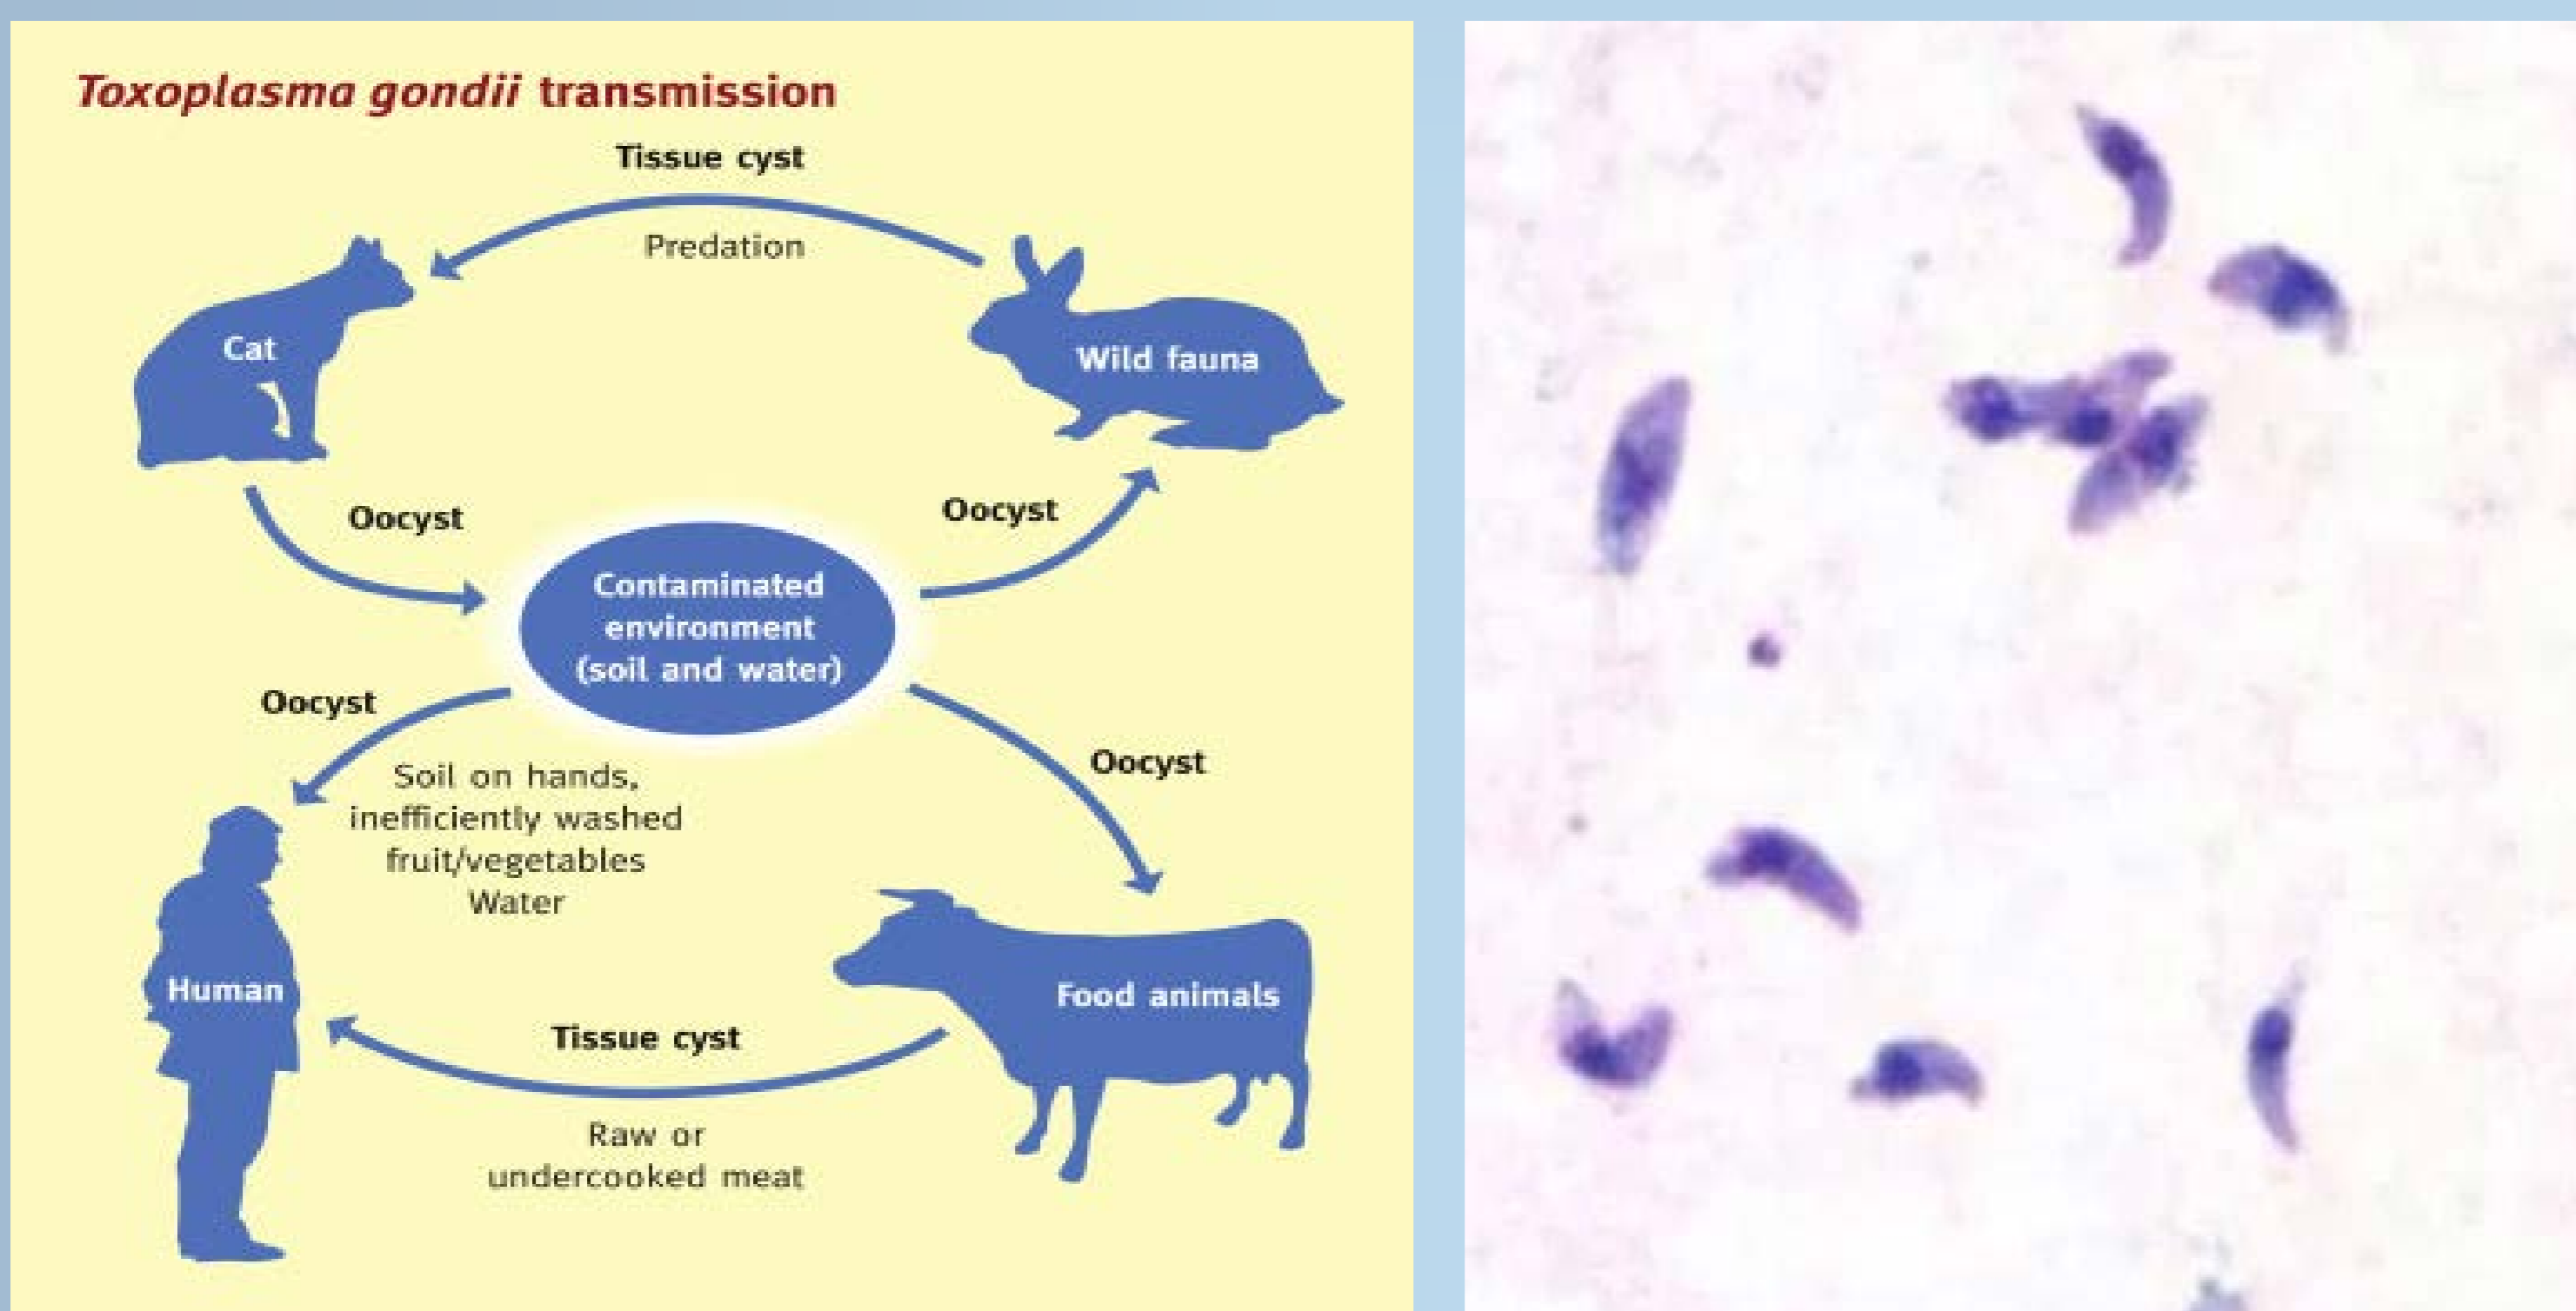 Toxoplasma gondii transmission
Tissue cyst
Predation
Cat
Wild fauna
Oocyst
Oocyst
Contaminated
environment
(soil and water)
Oocyst
Soil on hands,
inefficiently washed
fruit/vegetables
Water
Oocyst
Human
Food animals
Tissue cyst
Raw or
undercooked meat